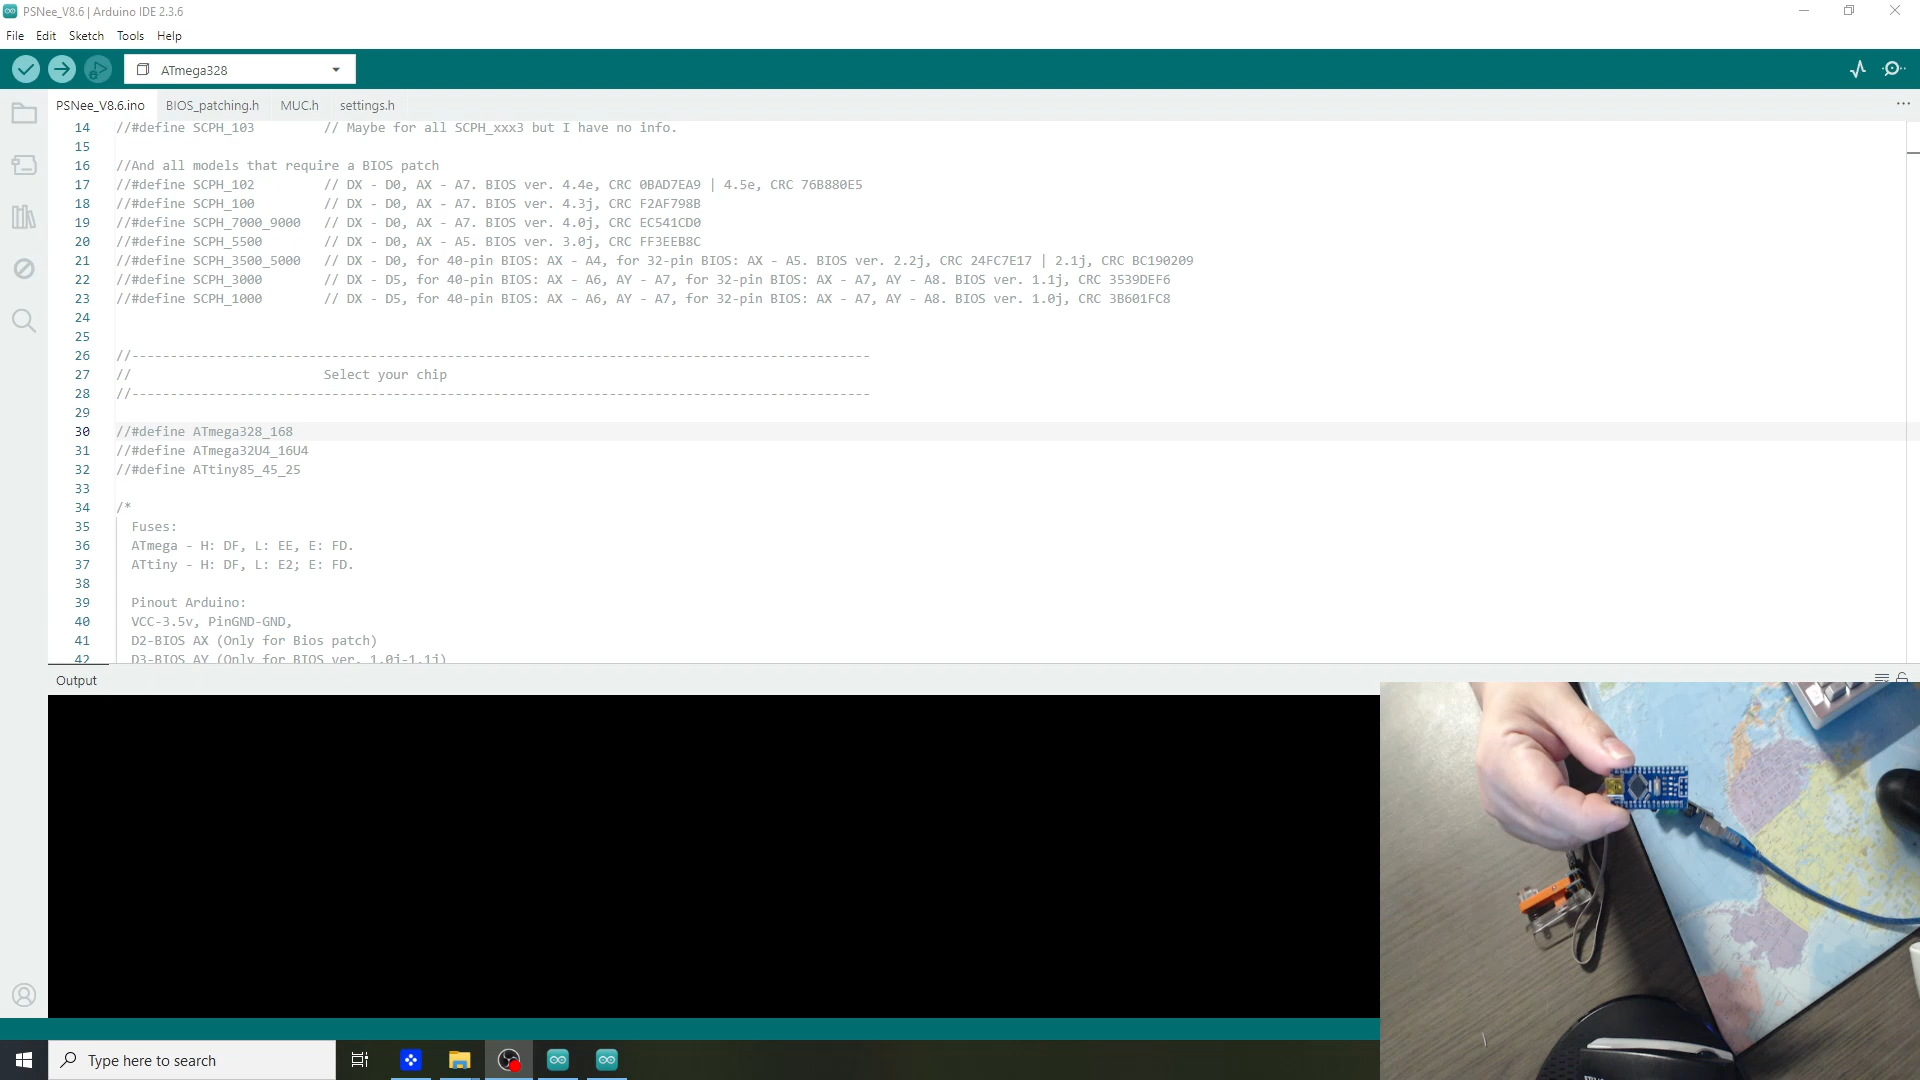 PSNee_V8.6 | Arduino IDE 2.3.6
File Edit Sketch Tools Help
ATmega328
PSNee_V8.6.ino BIOS_patching.h MUC.h settings.h
14 //#define SCPH_103 // Maybe for all SCPH_xxx3 but I have no info.
15
16 //And all models that require a BIOS patch
17 //#define SCPH_102 // DX - D0, AX - A7. BIOS ver. 4.4e, CRC 0BAD7EA9 | 4.5e, CRC 76B880E5
18 //#define SCPH_100 // DX - D0, AX - A7. BIOS ver. 4.3j, CRC F2AF798B
19 //#define SCPH_7000_9000 // DX - D0, AX - A7. BIOS ver. 4.0j, CRC EC541CD0
20 //#define SCPH_5500 // DX - D0, AX - A5. BIOS ver. 3.0j, CRC FF3EEB8C
21 //#define SCPH_3500_5000 // DX - D0, for 40-pin BIOS: AX - A4, for 32-pin BIOS: AX - A5. BIOS ver. 2.2j, CRC 24FC7E17 | 2.1j, CRC BC190209
22 //#define SCPH_3000 // DX - D5, for 40-pin BIOS: AX - A6, AY - A7, for 32-pin BIOS: AX - A7, AY - A8. BIOS ver. 1.1j, CRC 3539DEF6
23 //#define SCPH_1000 // DX - D5, for 40-pin BIOS: AX - A6, AY - A7, for 32-pin BIOS: AX - A7, AY - A8. BIOS ver. 1.0j, CRC 3B601FC8
24
25
26 //------------------------------------------------------------------------------------------------
27 // Select your chip
28 //------------------------------------------------------------------------------------------------
29
30 //#define ATmega328_168
31 //#define ATmega32U4_16U4
32 //#define ATtiny85_45_25
33
34 /*
35 Fuses:
36 ATmega - H: DF, L: EE, E: FD.
37 ATtiny - H: DF, L: E2; E: FD.
38
39 Pinout Arduino:
40 VCC-3.5v, PinGND-GND,
41 D2-BIOS AX (Only for Bios patch)
42 D3-BIOS AY (Only for BIOS ver. 1.0j-1.1j)
Output
Type here to search